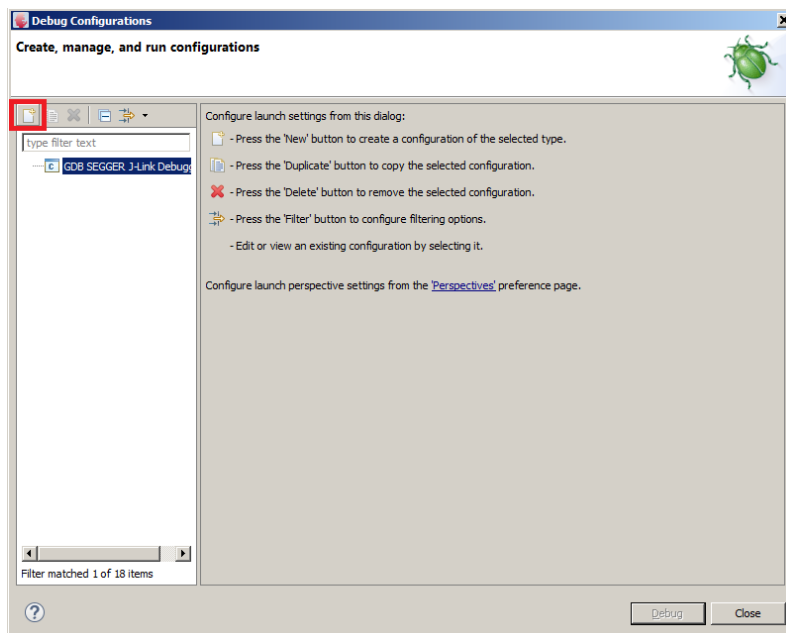 Debug Configurations
Create, manage, and run configurations
type filter text
GDB SEGGER J-Link Debugg
Filter matched 1 of 18 items
Configure launch settings from this dialog:
- Press the 'New' button to create a configuration of the selected type.
- Press the 'Duplicate' button to copy the selected configuration.
- Press the 'Delete' button to remove the selected configuration.
- Press the 'Filter' button to configure filtering options.
- Edit or view an existing configuration by selecting it.
Configure launch perspective settings from the 'Perspectives' preference page.
Debug
Close